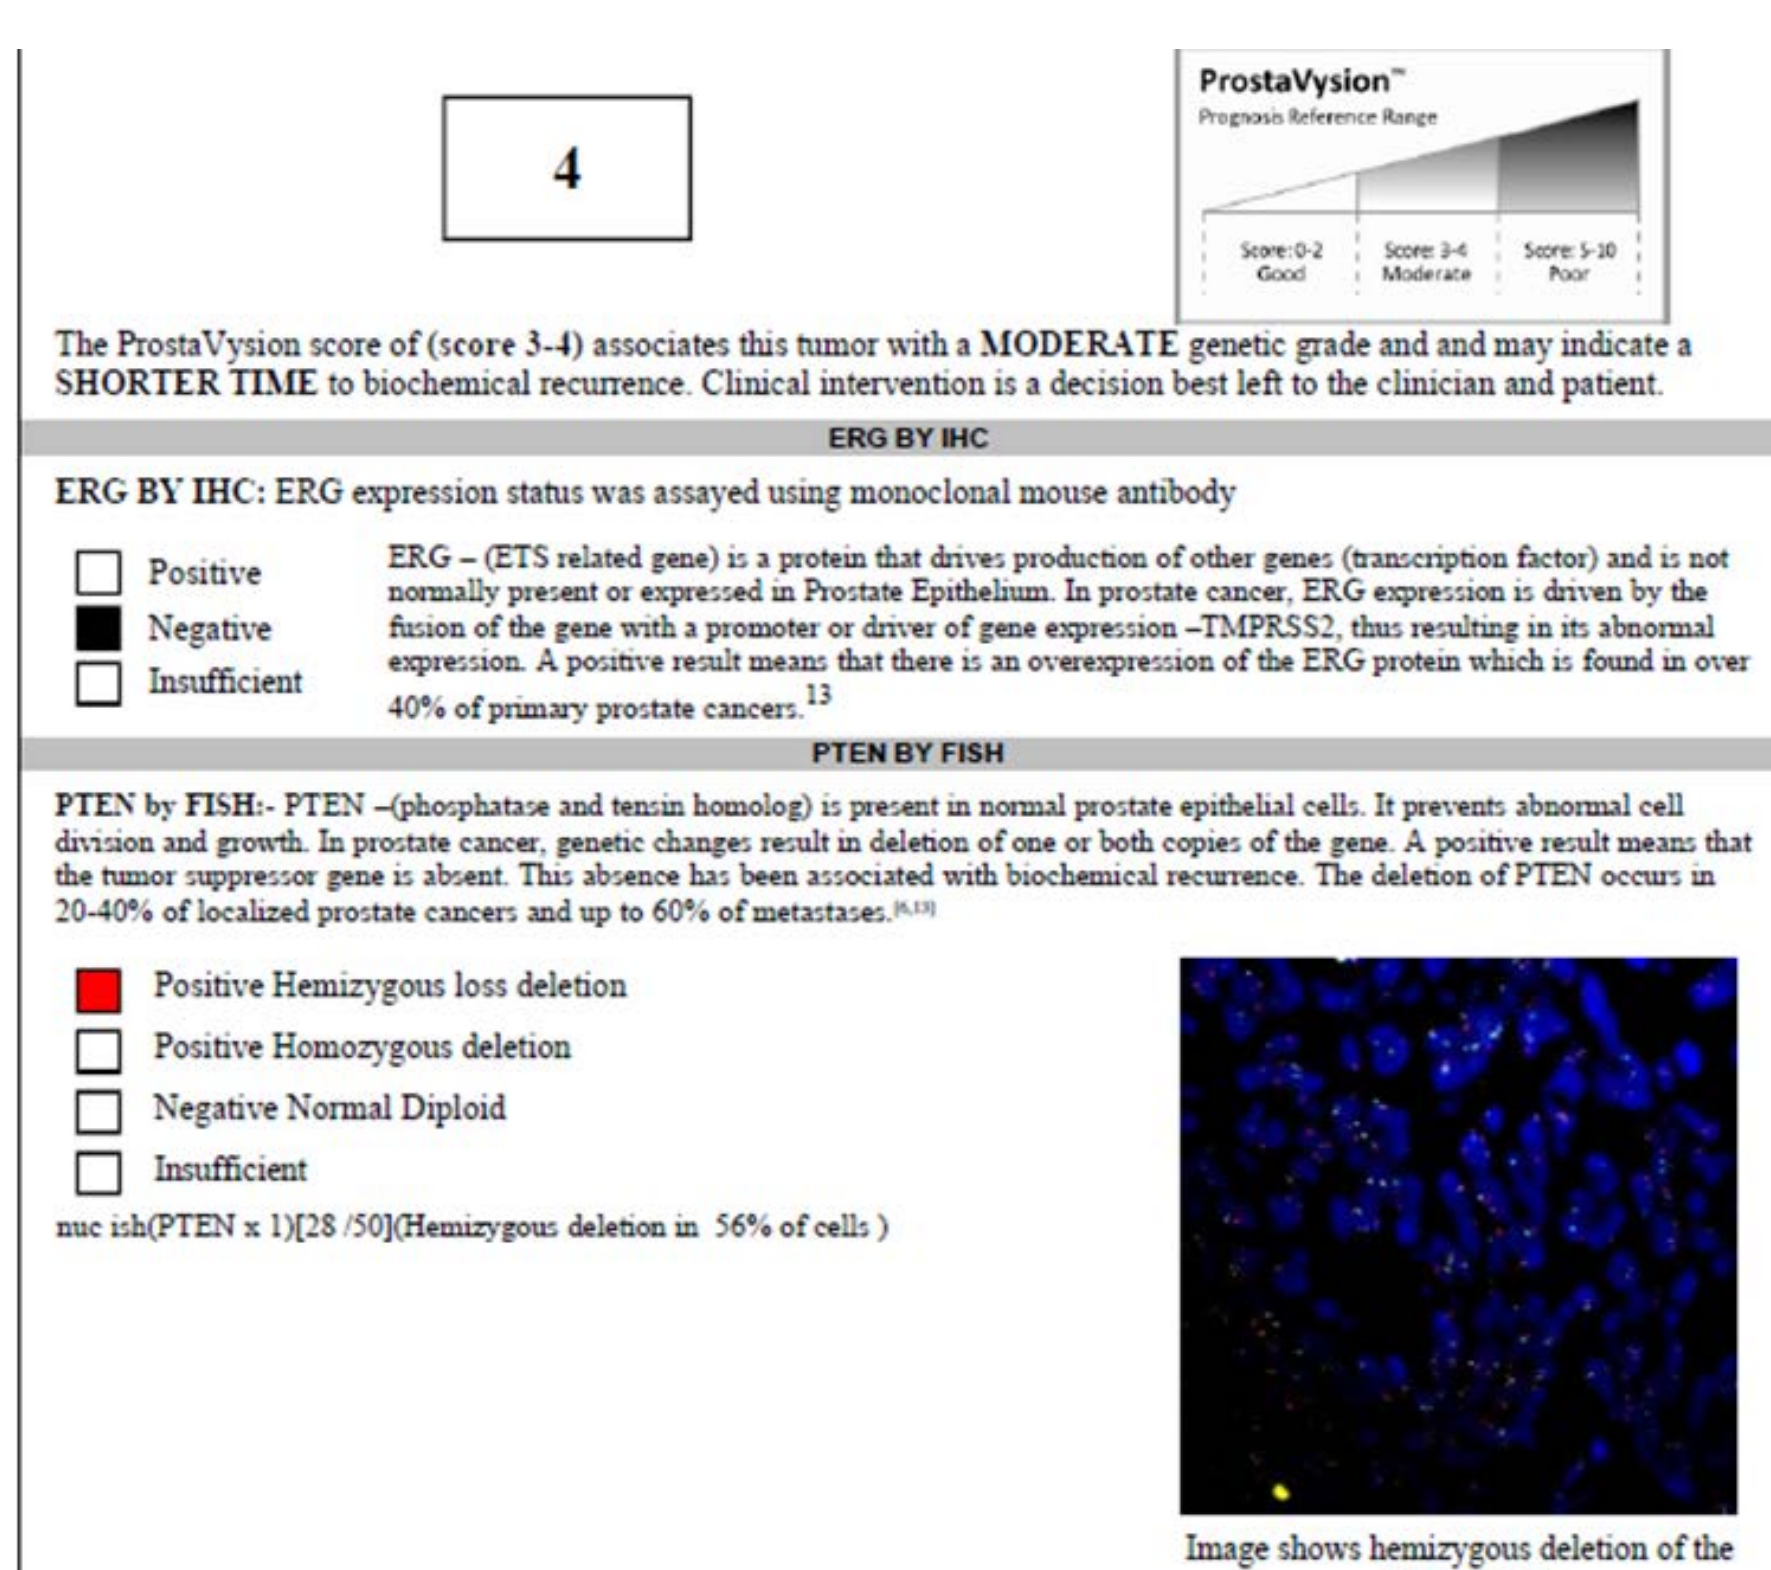 4
ProstaVysion™
Prognosis Reference Range
Score: 0-2
Good
Score: 3-4
Moderate
Score: 5-10
Poor
The ProstaVysion score of (score 3-4) associates this tumor with a MODERATE genetic grade and and may indicate a
SHORTER TIME to biochemical recurrence. Clinical intervention is a decision best left to the clinician and patient.
ERG BY IHC
ERG BY IHC: ERG expression status was assayed using monoclonal mouse antibody
Positive
Negative
Insufficient
ERG – (ETS related gene) is a protein that drives production of other genes (transcription factor) and is not
normally present or expressed in Prostate Epithelium. In prostate cancer, ERG expression is driven by the
fusion of the gene with a promoter or driver of gene expression –TMPRSS2, thus resulting in its abnormal
expression. A positive result means that there is an overexpression of the ERG protein which is found in over
40% of primary prostate cancers.13
PTEN BY FISH
PTEN by FISH:- PTEN –(phosphatase and tensin homolog) is present in normal prostate epithelial cells. It prevents abnormal cell
division and growth. In prostate cancer, genetic changes result in deletion of one or both copies of the gene. A positive result means that
the tumor suppressor gene is absent. This absence has been associated with biochemical recurrence. The deletion of PTEN occurs in
20-40% of localized prostate cancers and up to 60% of metastases.[6,13]
Positive Hemizygous loss deletion
Positive Homozygous deletion
Negative Normal Diploid
Insufficient
nuc ish(PTEN x 1)[28 /50](Hemizygous deletion in 56% of cells )
Image shows hemizygous deletion of the